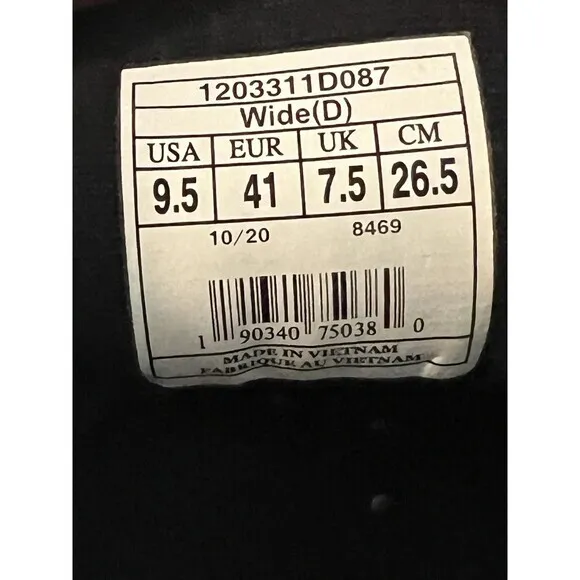 1203311D087
Wide(D)
USA EUR UK CM
9.5 41 7.5 26.5
10/20 8469
1 90340 75038 0
MADE IN VIETNAM
FABRIQUE AU VIETNAM